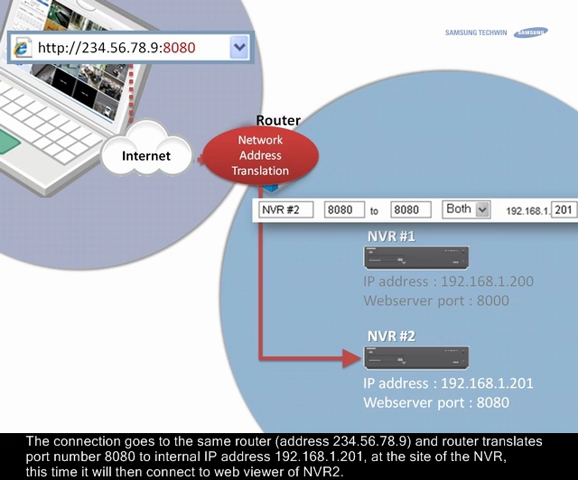 SAMSUNG TECHWIN SAMSUNG
http://234.56.78.9:8080
Router
Internet
Network
Address
Translation
NVR #2 8080 to 8080 Both 192.168.1. 201
NVR #1
IP address : 192.168.1.200
Webserver port : 8000
NVR #2
IP address : 192.168.1.201
Webserver port : 8080
The connection goes to the same router (address 234.56.78.9) and router translates
port number 8080 to internal IP address 192.168.1.201, at the site of the NVR,
this time it will then connect to web viewer of NVR2.